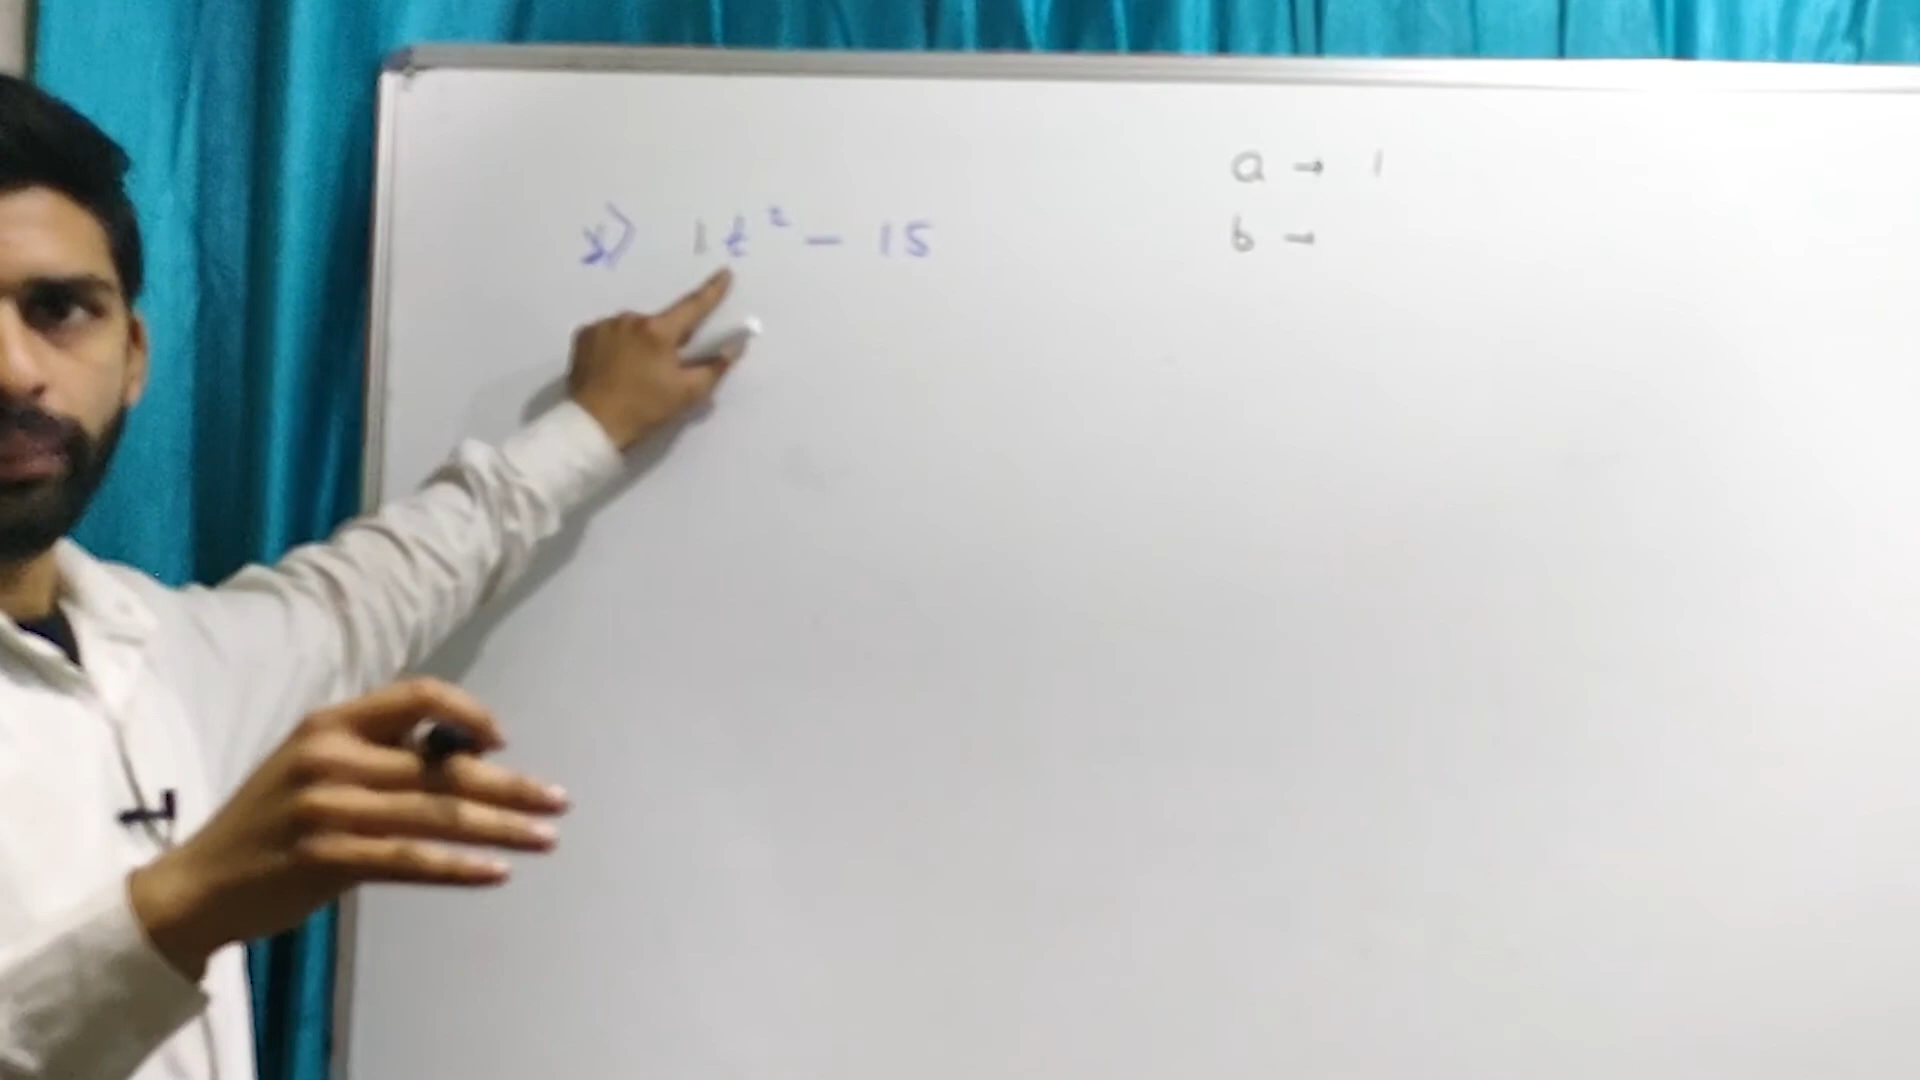 1t² - 15
a → 1
b →